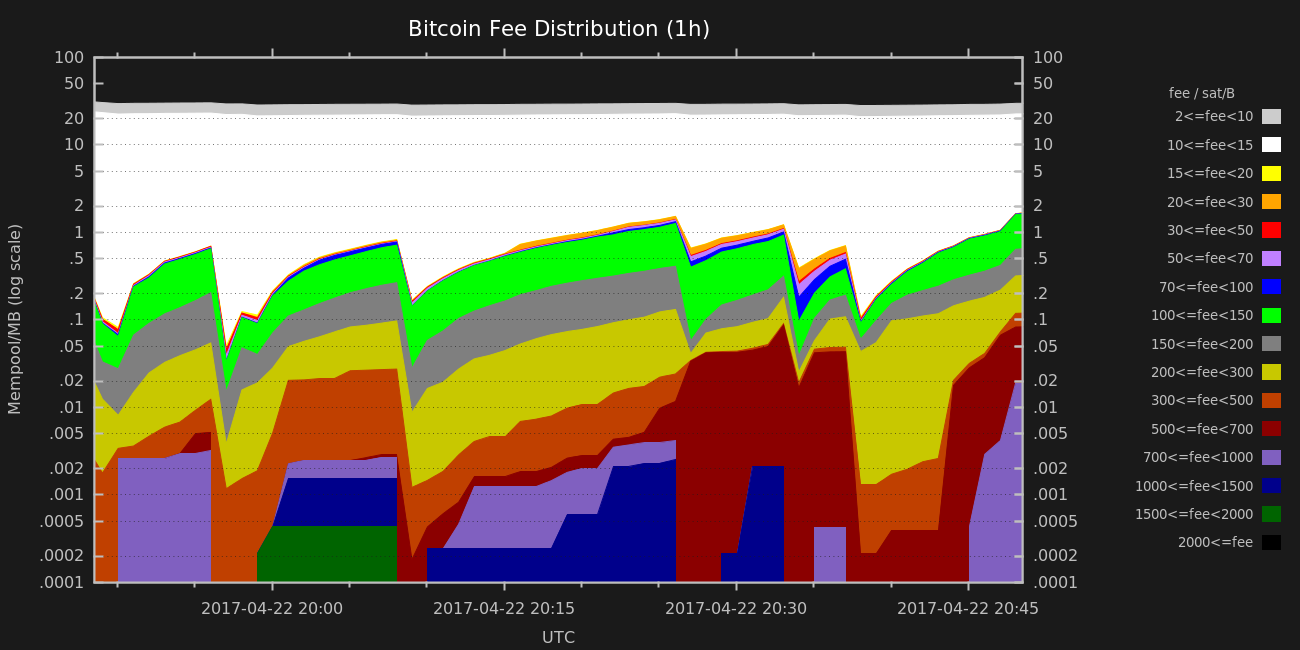 Bitcoin Fee Distribution (1h)
100 100
50 50
fee / sat/B
20 20
2<=fee<10
10 10
10<=fee<15
5 5
15<=fee<20
2 2
20<=fee<30
1 1
30<=fee<50
.5 .5
50<=fee<70
.2 .2
70<=fee<100
.1 .1
100<=fee<150
.05 .05
150<=fee<200
.02 .02
200<=fee<300
.01 .01
300<=fee<500
.005 .005
500<=fee<700
.002 .002
700<=fee<1000
.001 .001
1000<=fee<1500
.0005 .0005
1500<=fee<2000
.0002 .0002
2000<=fee
.0001 .0001
Mempool/MB (log scale)
2017-04-22 20:00 2017-04-22 20:15 2017-04-22 20:30 2017-04-22 20:45
UTC